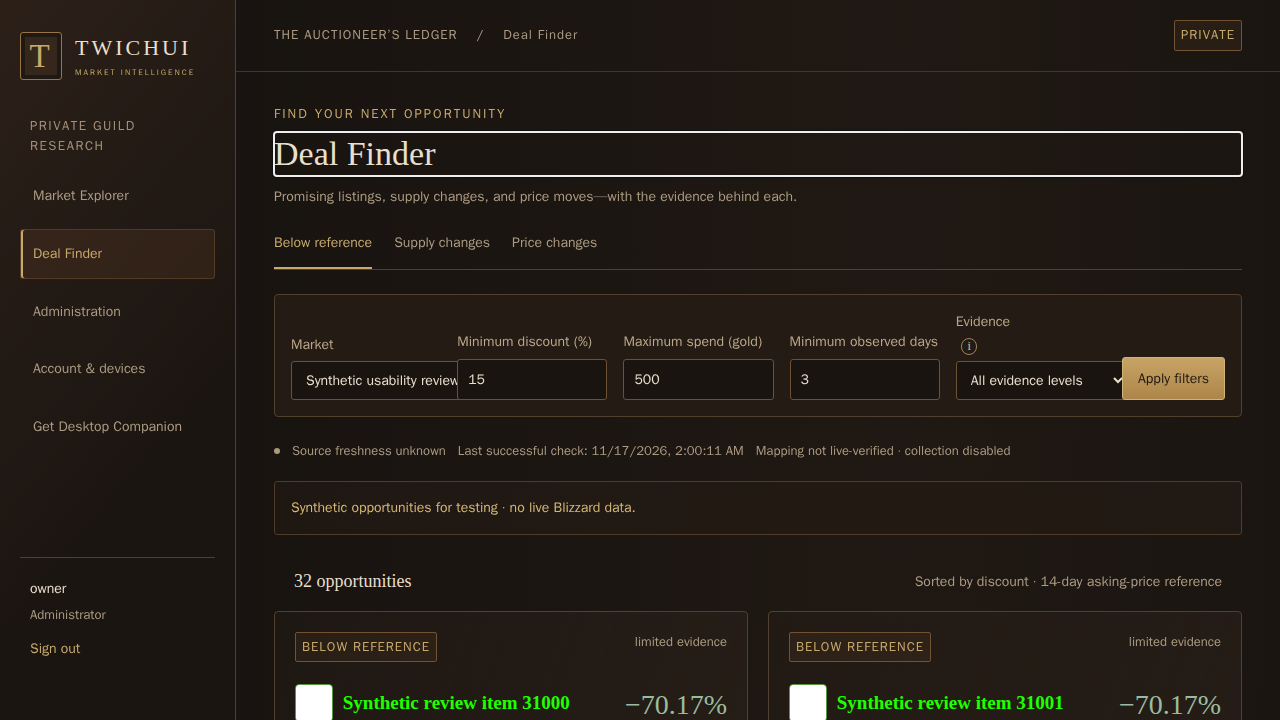 T
TWICHUI
MARKET INTELLIGENCE
PRIVATE GUILD
RESEARCH
Market Explorer
Deal Finder
Administration
Account & devices
Get Desktop Companion
owner
Administrator
Sign out
THE AUCTIONEER'S LEDGER / Deal Finder
PRIVATE
FIND YOUR NEXT OPPORTUNITY
Deal Finder
Promising listings, supply changes, and price moves—with the evidence behind each.
Below reference Supply changes Price changes
Market Minimum discount (%) Maximum spend (gold) Minimum observed days Evidence
i
Synthetic usability review 15 500 3 All evidence levels Apply filters
Source freshness unknown Last successful check: 11/17/2026, 2:00:11 AM Mapping not live-verified · collection disabled
Synthetic opportunities for testing · no live Blizzard data.
32 opportunities Sorted by discount · 14-day asking-price reference
BELOW REFERENCE limited evidence
Synthetic review item 31000 −70.17%
BELOW REFERENCE limited evidence
Synthetic review item 31001 −70.17%